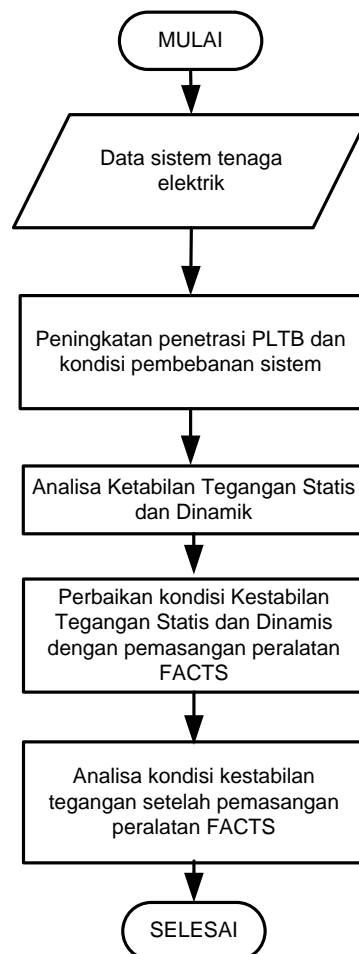 MULAI
Data sistem tenaga
elektrik
Peningkatan penetrasi PLTB dan
kondisi pembebanan sistem
Analisa Ketabilan Tegangan Statis
dan Dinamik
Perbaikan kondisi Kestabilan
Tegangan Statis dan Dinamis
dengan pemasangan peralatan
FACTS
Analisa kondisi kestabilan
tegangan setelah pemasangan
peralatan FACTS
SELESAI